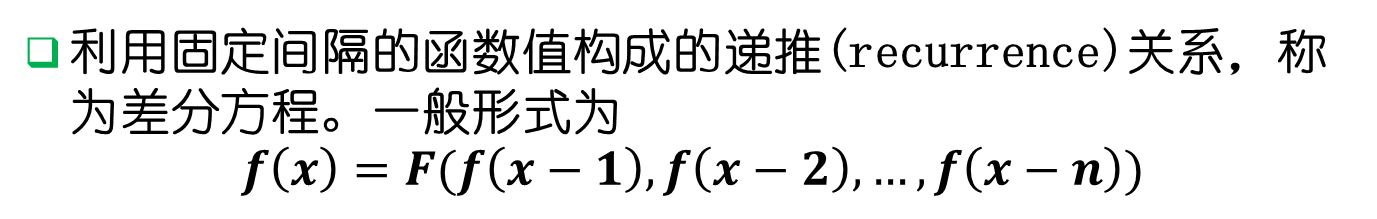 利用固定间隔的函数值构成的递推(recurrence)关系，称
为差分方程。一般形式为
f(x) = F(f(x − 1), f(x − 2), … , f(x − n))